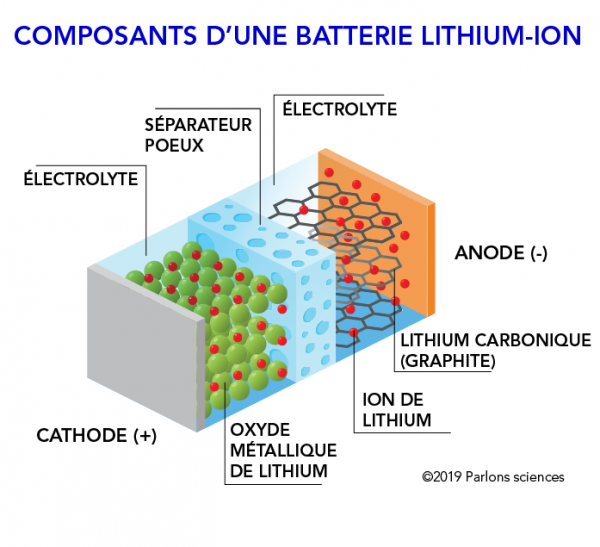 COMPOSANTS D’UNE BATTERIE LITHIUM-ION
ÉLECTROLYTE
SÉPARATEUR
POEUX
ÉLECTROLYTE
ANODE (-)
LITHIUM CARBONIQUE
(GRAPHITE)
ION DE
LITHIUM
OXYDE
MÉTALLIQUE
DE LITHIUM
CATHODE (+)
©2019 Parlons sciences